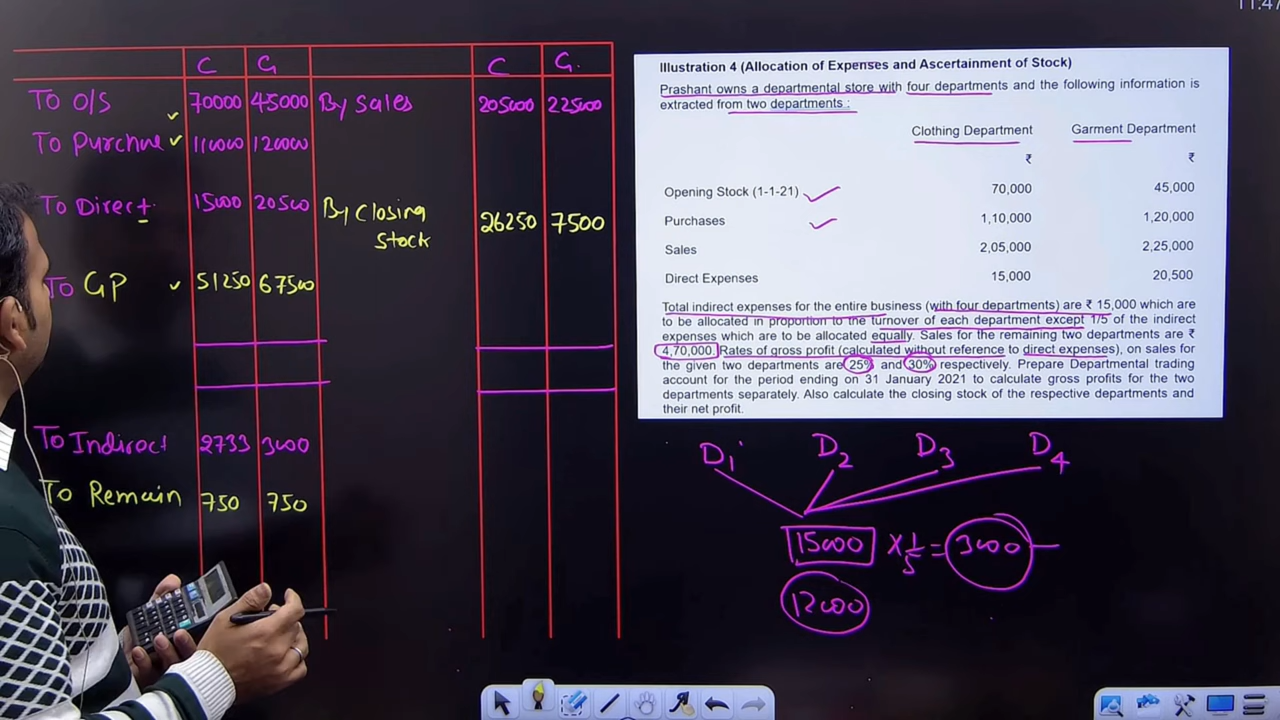 11:47
C G C G.
To O/S 70000 45000 By Sales 205000 225000
To Purchase 110000 120000
To Direct 15000 20500 By Closing Stock 26250 7500
To GP 51250 67500
To Indirect 2733 3000
To Remain 750 750
Illustration 4 (Allocation of Expenses and Ascertainment of Stock)
Prashant owns a departmental store with four departments and the following information is
extracted from two departments :
Clothing Department Garment Department
₹ ₹
Opening Stock (1-1-21) 70,000 45,000
Purchases 1,10,000 1,20,000
Sales 2,05,000 2,25,000
Direct Expenses 15,000 20,500
Total indirect expenses for the entire business (with four departments) are ₹ 15,000 which are
to be allocated in proportion to the turnover of each department except 1/5 of the indirect
expenses which are to be allocated equally. Sales for the remaining two departments are ₹
4,70,000. Rates of gross profit (calculated without reference to direct expenses), on sales for
the given two departments are 25% and 30% respectively. Prepare Departmental trading
account for the period ending on 31 January 2021 to calculate gross profits for the two
departments separately. Also calculate the closing stock of the respective departments and
their net profit.
D1 D2 D3 D4
15000 × 1/5 = 3000
12000